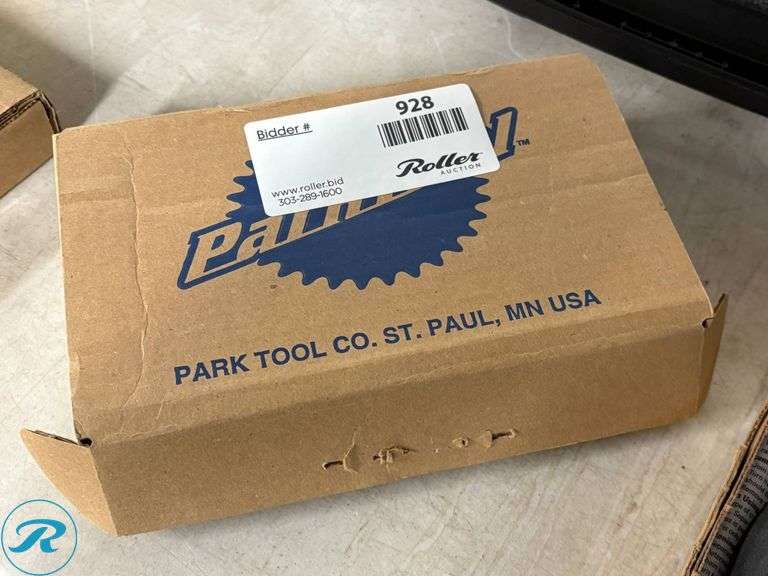 928
Bidder #
Roller
AUCTION
www.roller.bid
303-289-1600
TM
PARK TOOL CO. ST. PAUL, MN USA
R